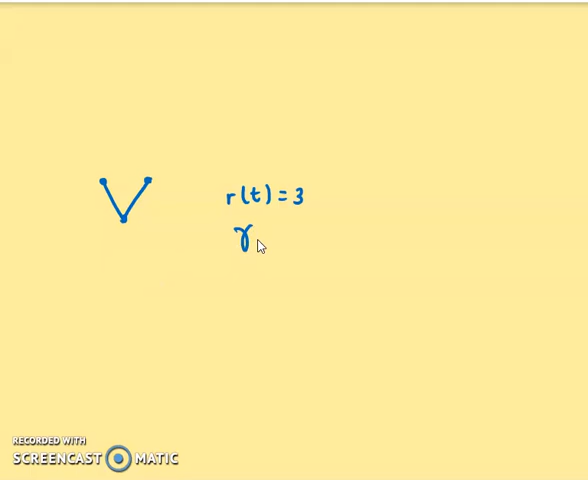 r(t) = 3
γ
RECORDED WITH
SCREENCAST MATIC